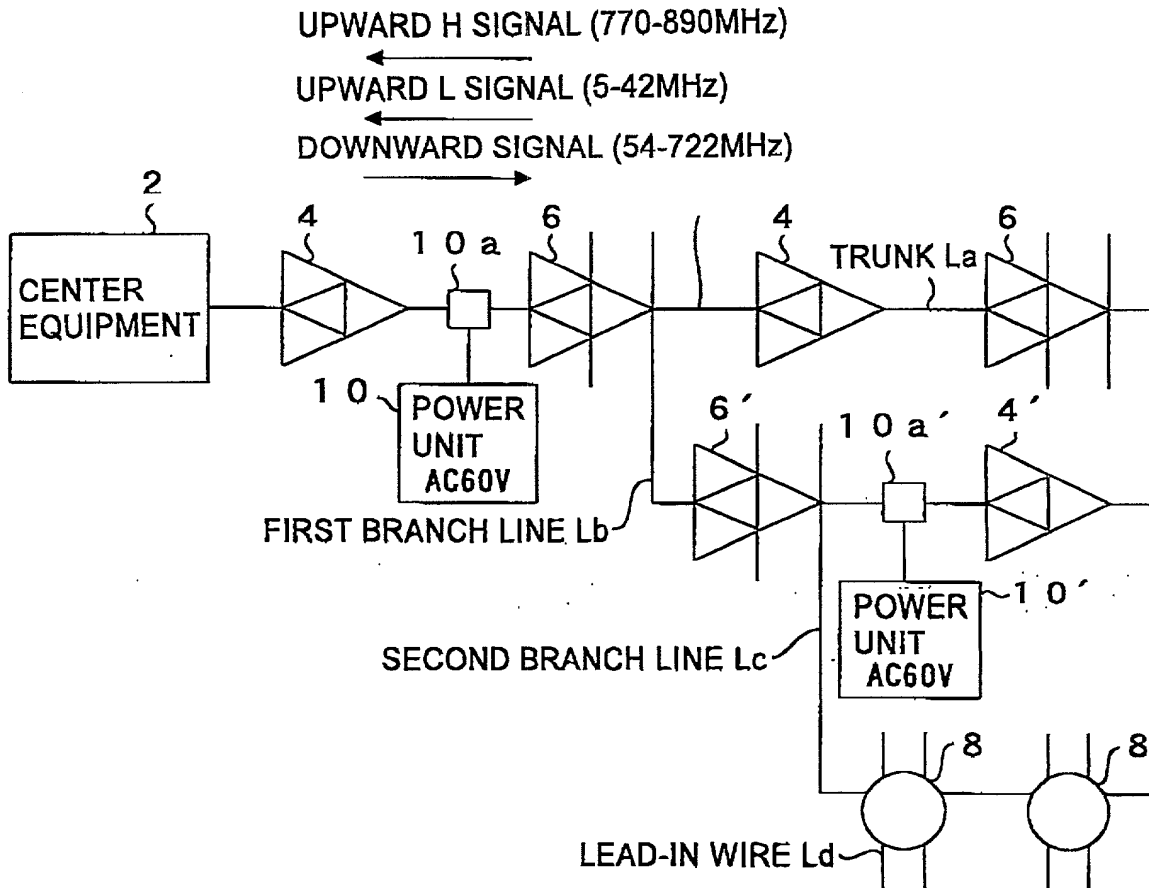 UPWARD H SIGNAL (770-890MHz)
UPWARD L SIGNAL (5-42MHz)
DOWNWARD SIGNAL (54-722MHz)
2
4
10a
6
4
TRUNK La
6
CENTER
EQUIPMENT
10
POWER
UNIT
AC60V
6′
10a′
4′
FIRST BRANCH LINE Lb
10′
POWER
UNIT
AC60V
SECOND BRANCH LINE Lc
8
8
LEAD-IN WIRE Ld